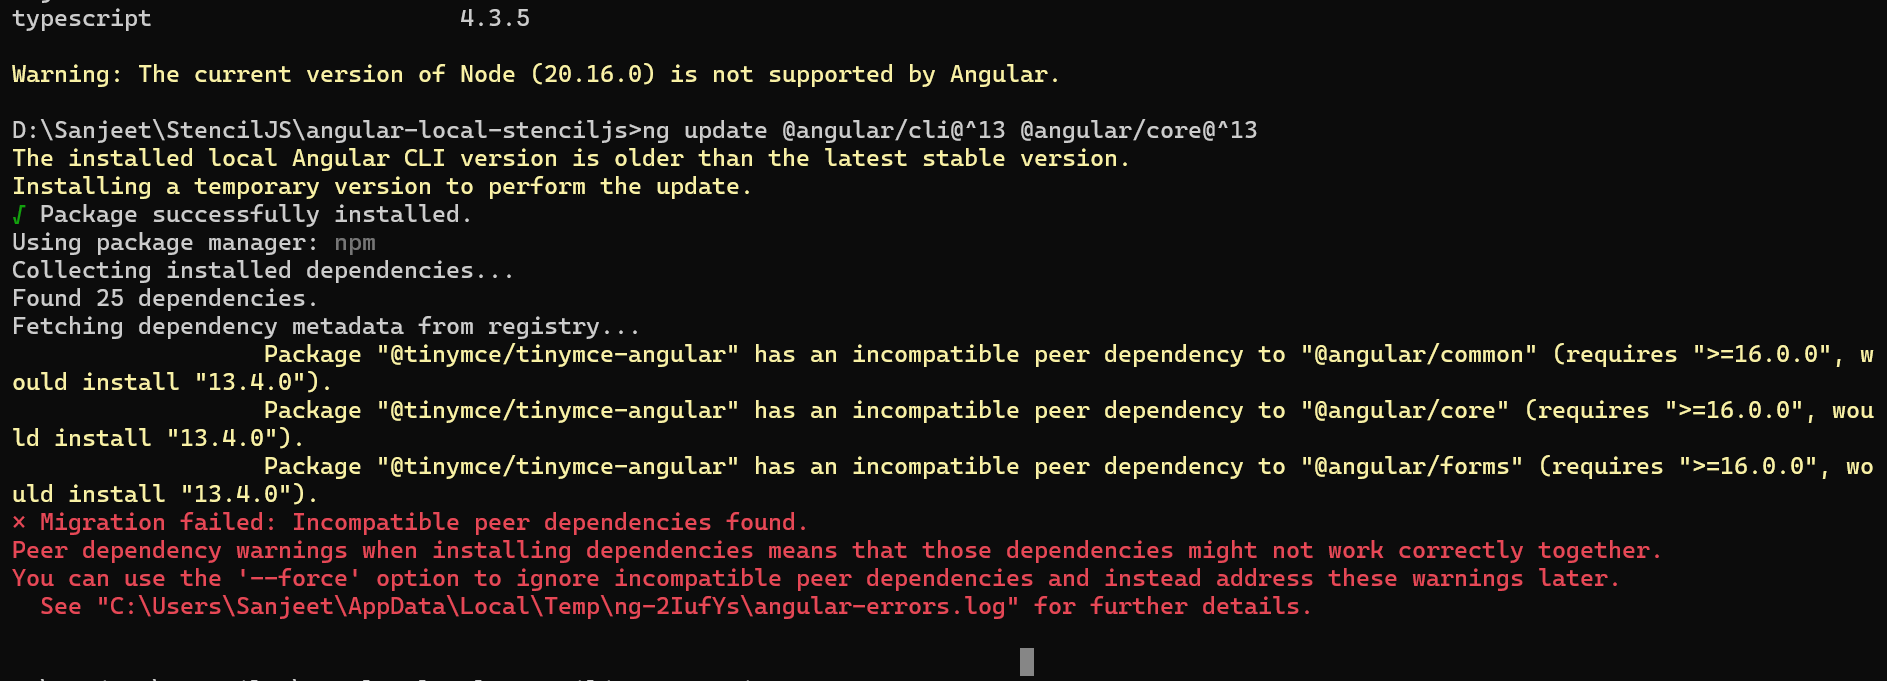 typescript                      4.3.5
Warning: The current version of Node (20.16.0) is not supported by Angular.
D:\Sanjeet\StencilJS\angular-local-stenciljs>ng update @angular/cli@^13 @angular/core@^13
The installed local Angular CLI version is older than the latest stable version.
Installing a temporary version to perform the update.
√ Package successfully installed.
Using package manager: npm
Collecting installed dependencies...
Found 25 dependencies.
Fetching dependency metadata from registry...
                  Package "@tinymce/tinymce-angular" has an incompatible peer dependency to "@angular/common" (requires ">=16.0.0", w
ould install "13.4.0").
                  Package "@tinymce/tinymce-angular" has an incompatible peer dependency to "@angular/core" (requires ">=16.0.0", wou
ld install "13.4.0").
                  Package "@tinymce/tinymce-angular" has an incompatible peer dependency to "@angular/forms" (requires ">=16.0.0", wo
uld install "13.4.0").
× Migration failed: Incompatible peer dependencies found.
Peer dependency warnings when installing dependencies means that those dependencies might not work correctly together.
You can use the '--force' option to ignore incompatible peer dependencies and instead address these warnings later.
  See "C:\Users\Sanjeet\AppData\Local\Temp\ng-2IufYs\angular-errors.log" for further details.